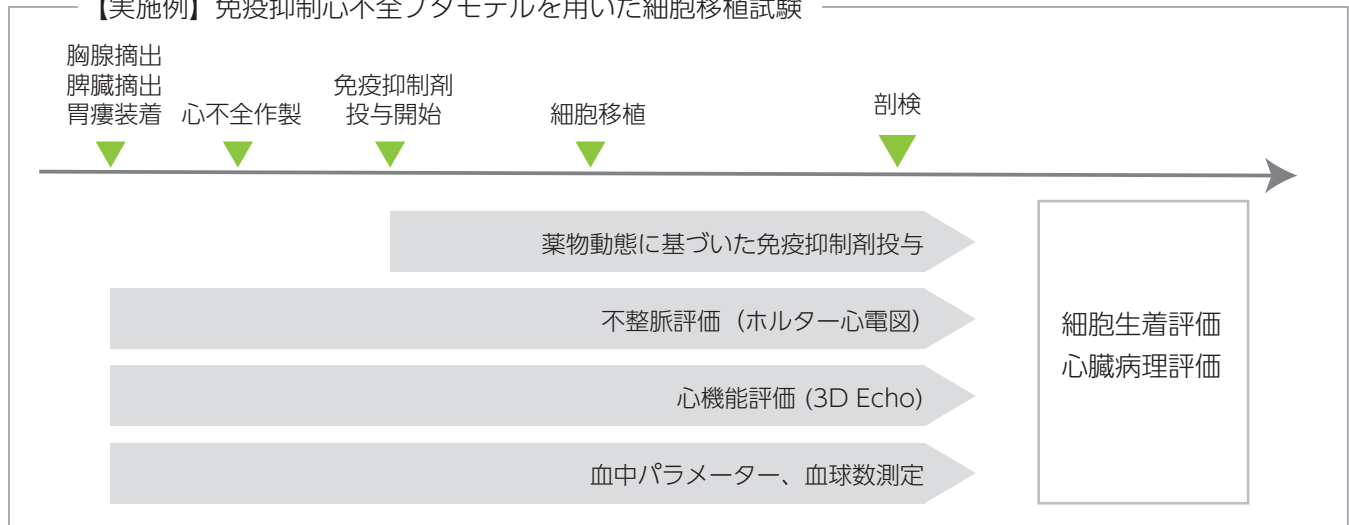 【実施例】免疫抑制心不全ブタモデルを用いた細胞移植試験
胸腺摘出
脾臓摘出
胃瘻装着
心不全作製
免疫抑制剤
投与開始
細胞移植
剖検
薬物動態に基づいた免疫抑制剤投与
不整脈評価（ホルター心電図）
心機能評価 (3D Echo)
血中パラメーター、血球数測定
細胞生着評価
心臓病理評価